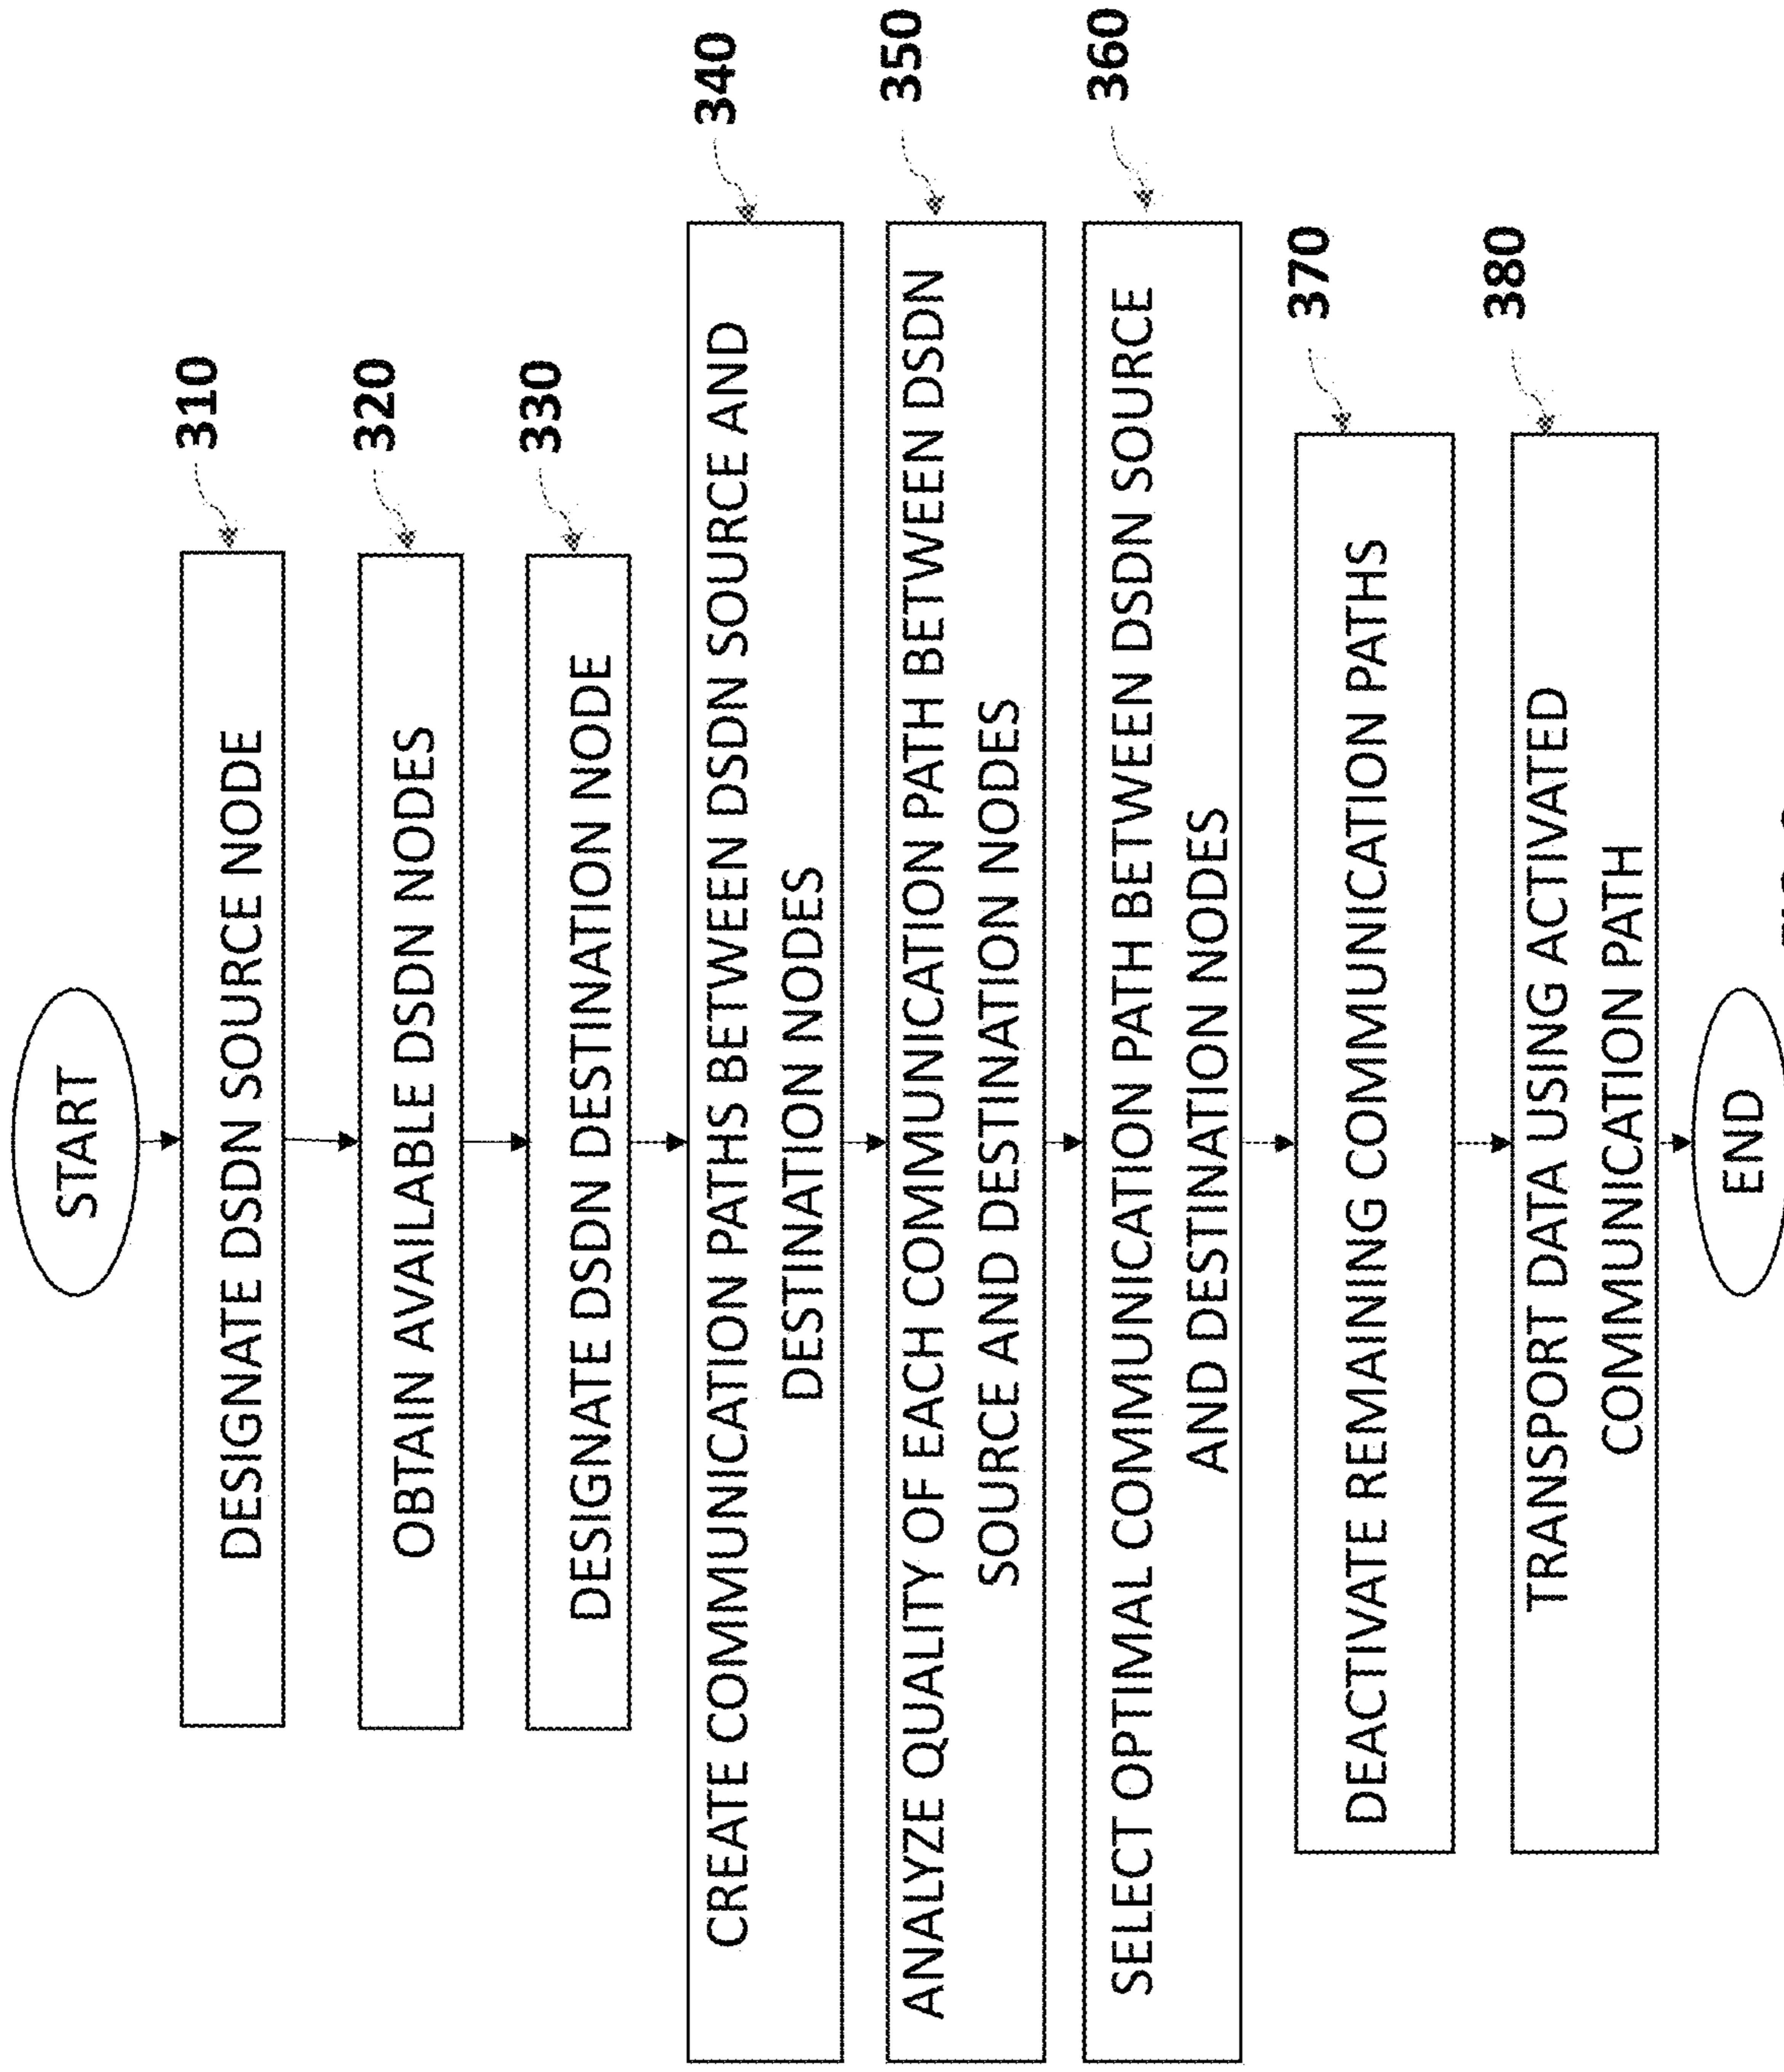 START
310
DESIGNATE DSDN SOURCE NODE
320
OBTAIN AVAILABLE DSDN NODES
330
DESIGNATE DSDN DESTINATION NODE
340
CREATE COMMUNICATION PATHS BETWEEN DSDN SOURCE AND
DESTINATION NODES
350
ANALYZE QUALITY OF EACH COMMUNICATION PATH BETWEEN DSDN
SOURCE AND DESTINATION NODES
360
SELECT OPTIMAL COMMUNICATION PATH BETWEEN DSDN SOURCE
AND DESTINATION NODES
370
DEACTIVATE REMAINING COMMUNICATION PATHS
380
TRANSPORT DATA USING ACTIVATED
COMMUNICATION PATH
END